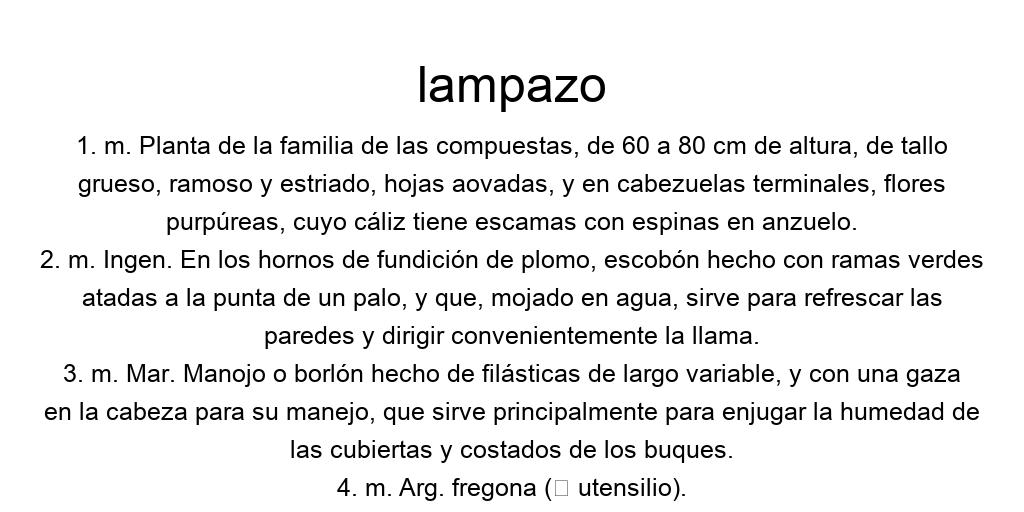 lampazo
1. m. Planta de la familia de las compuestas, de 60 a 80 cm de altura, de tallo
grueso, ramoso y estriado, hojas aovadas, y en cabezuelas terminales, flores
purpúreas, cuyo cáliz tiene escamas con espinas en anzuelo.
2. m. Ingen. En los hornos de fundición de plomo, escobón hecho con ramas verdes
atadas a la punta de un palo, y que, mojado en agua, sirve para refrescar las
paredes y dirigir convenientemente la llama.
3. m. Mar. Manojo o borlón hecho de filásticas de largo variable, y con una gaza
en la cabeza para su manejo, que sirve principalmente para enjugar la humedad de
las cubiertas y costados de los buques.
4. m. Arg. fregona (▯ utensilio).